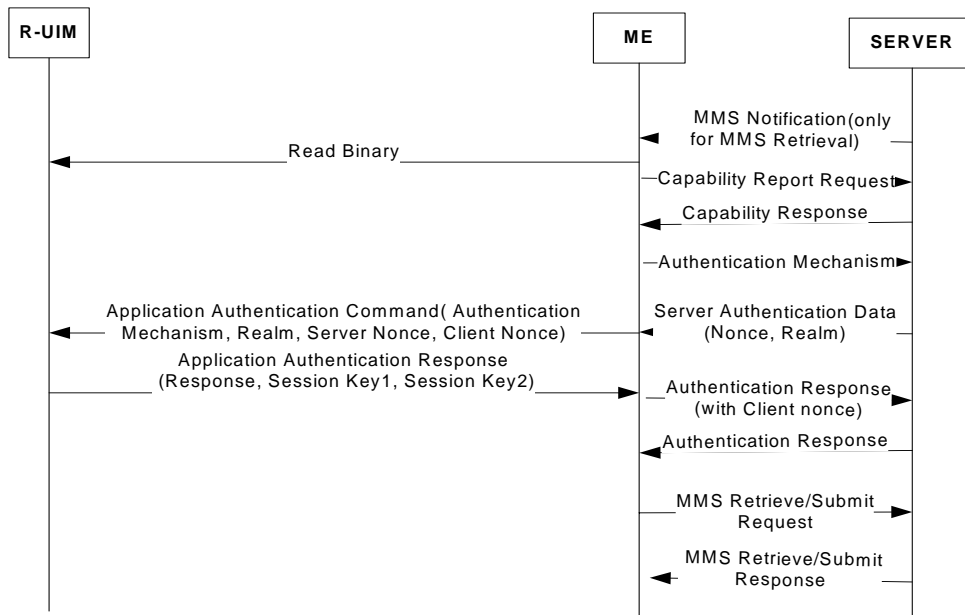 R-UIM
ME
SERVER
MMS Notification(only
for MMS Retrieval)
Read Binary
Capability Report Request
Capability Response
Authentication Mechanism
Application Authentication Command( Authentication
Mechanism, Realm, Server Nonce, Client Nonce)
Server Authentication Data
(Nonce, Realm)
Application Authentication Response
(Response, Session Key1, Session Key2)
Authentication Response
(with Client nonce)
Authentication Response
MMS Retrieve/Submit
Request
MMS Retrieve/Submit
Response